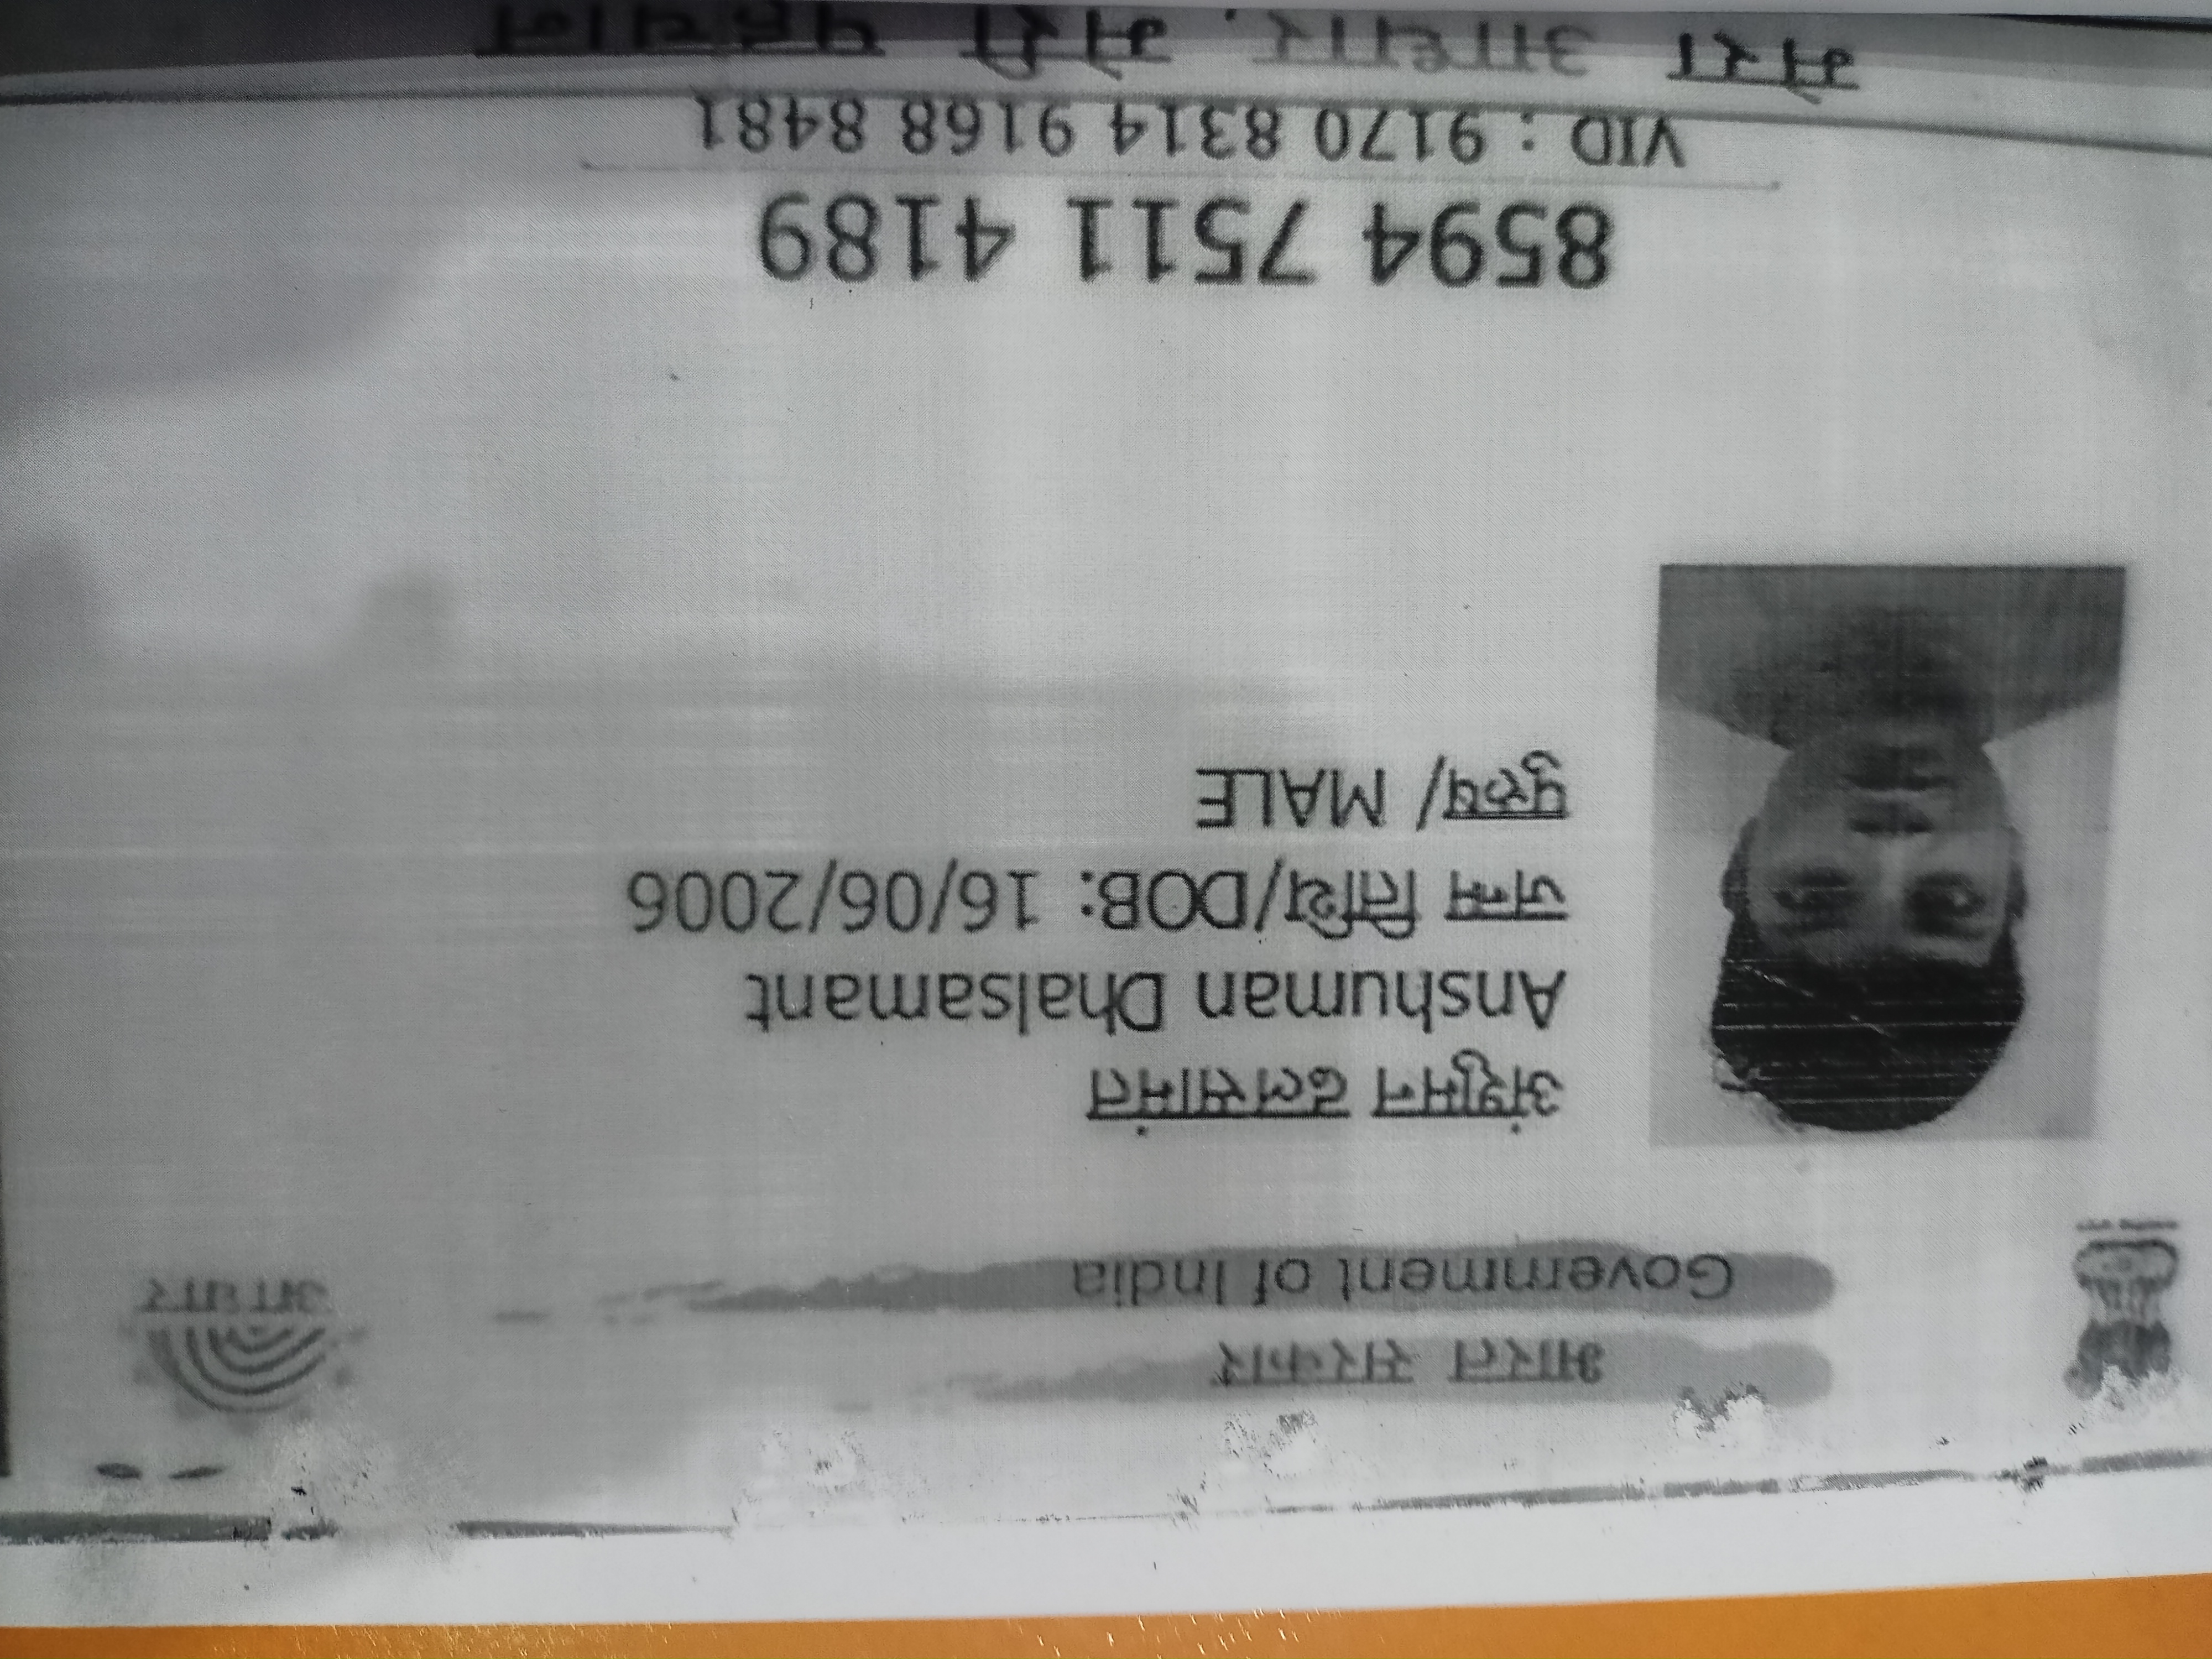 भारत सरकार
Government of India
आधार
अंशुमन ढलसामंत
Anshuman Dhalsamant
जन्म तिथि/DOB: 16/06/2006
पुरुष/ MALE
8594 7511 4189
VID : 9170 8314 9168 8481
मेरा आधार, मेरी पहचान